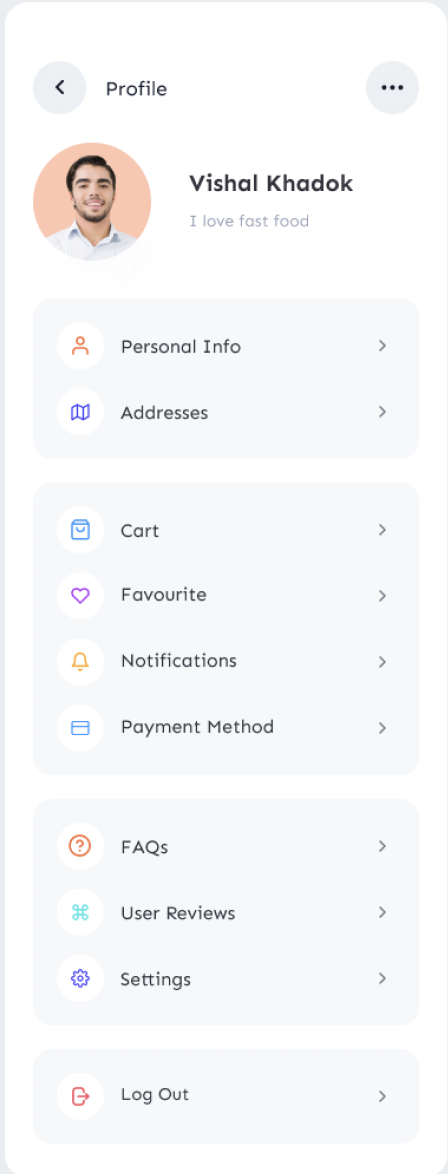 Profile
Vishal Khadok
I love fast food
Personal Info
Addresses
Cart
Favourite
Notifications
Payment Method
FAQs
User Reviews
Settings
Log Out